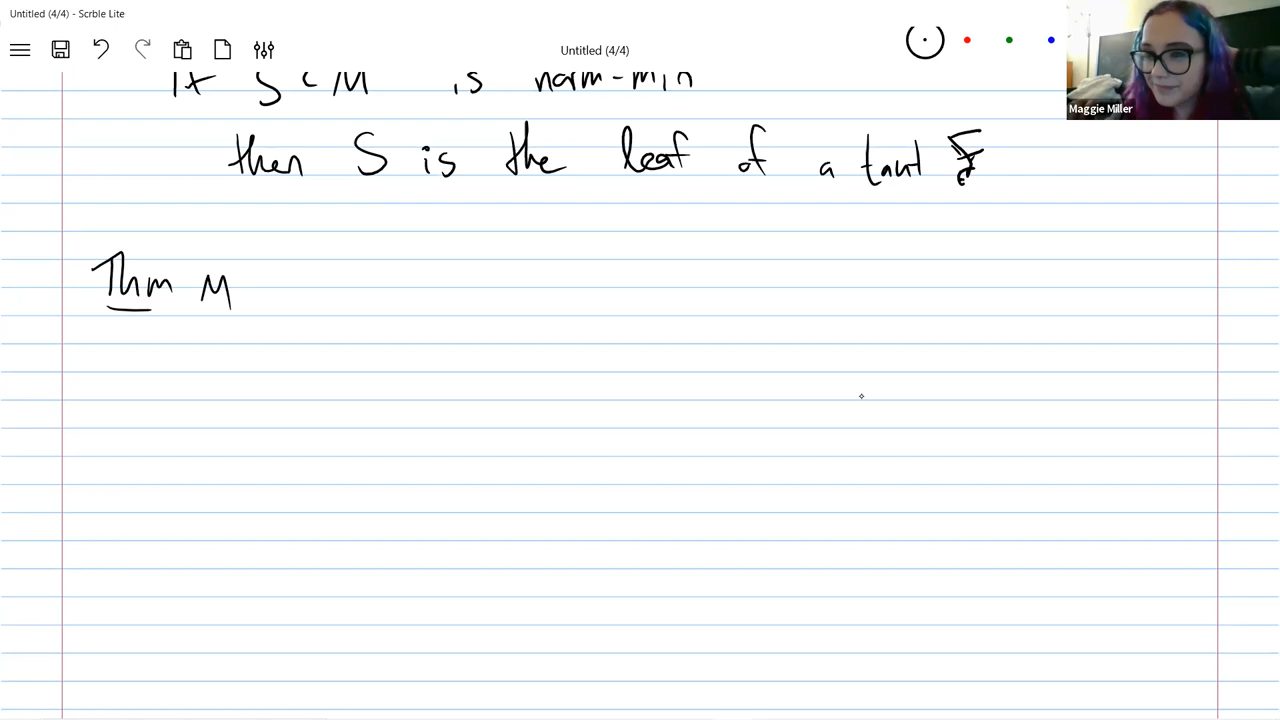 Untitled (4/4) - Scrble Lite
Untitled (4/4)
Maggie Miller
If S ⊂ M is norm-min
then S is the leaf of a taut F
Thm M